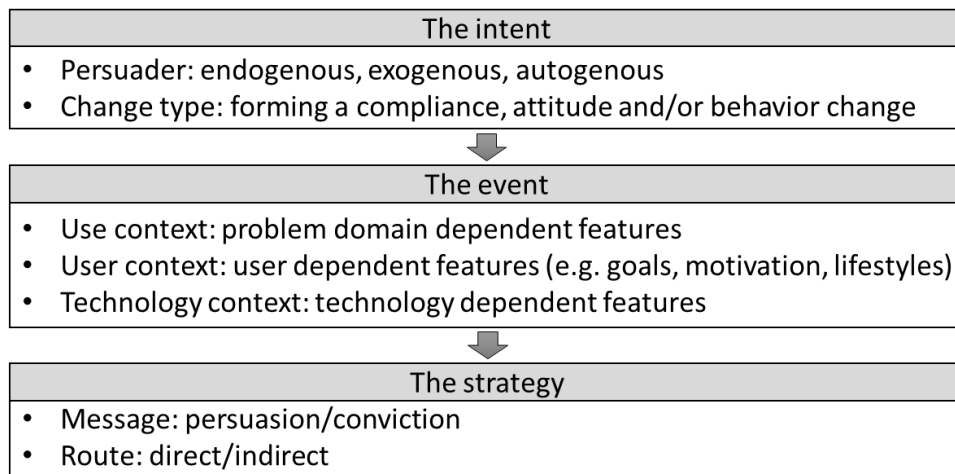 The intent
• Persuader: endogenous, exogenous, autogenous
• Change type: forming a compliance, attitude and/or behavior change
The event
• Use context: problem domain dependent features
• User context: user dependent features (e.g. goals, motivation, lifestyles)
• Technology context: technology dependent features
The strategy
• Message: persuasion/conviction
• Route: direct/indirect